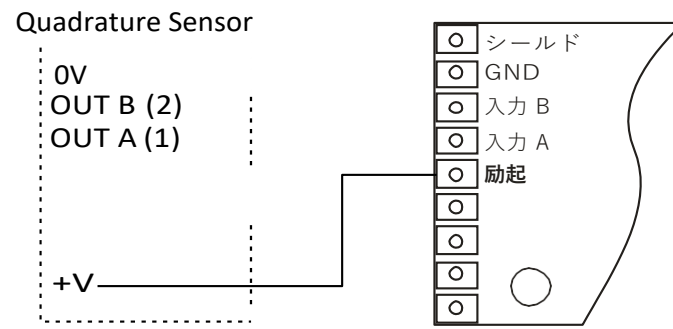 Quadrature Sensor
0V
OUT B (2)
OUT A (1)
+V
シールド
GND
入力 B
入力 A
励起